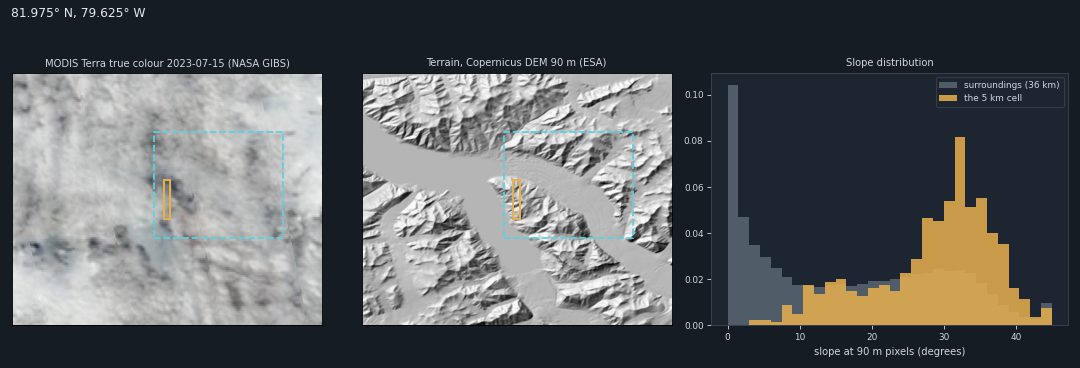 81.975° N, 79.625° W
MODIS Terra true colour 2023-07-15 (NASA GIBS)
Terrain, Copernicus DEM 90 m (ESA)
Slope distribution
surroundings (36 km)
the 5 km cell
0.10
0.08
0.06
0.04
0.02
0.00
0 10 20 30 40
slope at 90 m pixels (degrees)